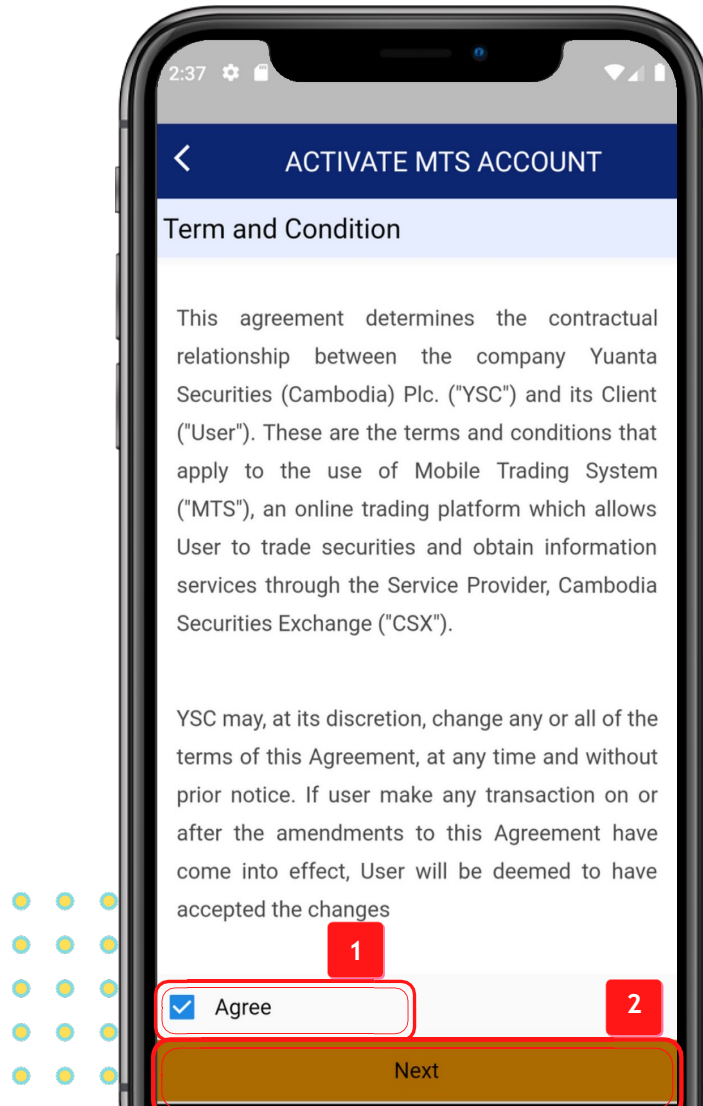 2:37
ACTIVATE MTS ACCOUNT
Term and Condition
This agreement determines the contractual
relationship between the company Yuanta
Securities (Cambodia) Plc. ("YSC") and its Client
("User"). These are the terms and conditions that
apply to the use of Mobile Trading System
("MTS"), an online trading platform which allows
User to trade securities and obtain information
services through the Service Provider, Cambodia
Securities Exchange ("CSX").
YSC may, at its discretion, change any or all of the
terms of this Agreement, at any time and without
prior notice. If user make any transaction on or
after the amendments to this Agreement have
come into effect, User will be deemed to have
accepted the changes
1
Agree
2
Next